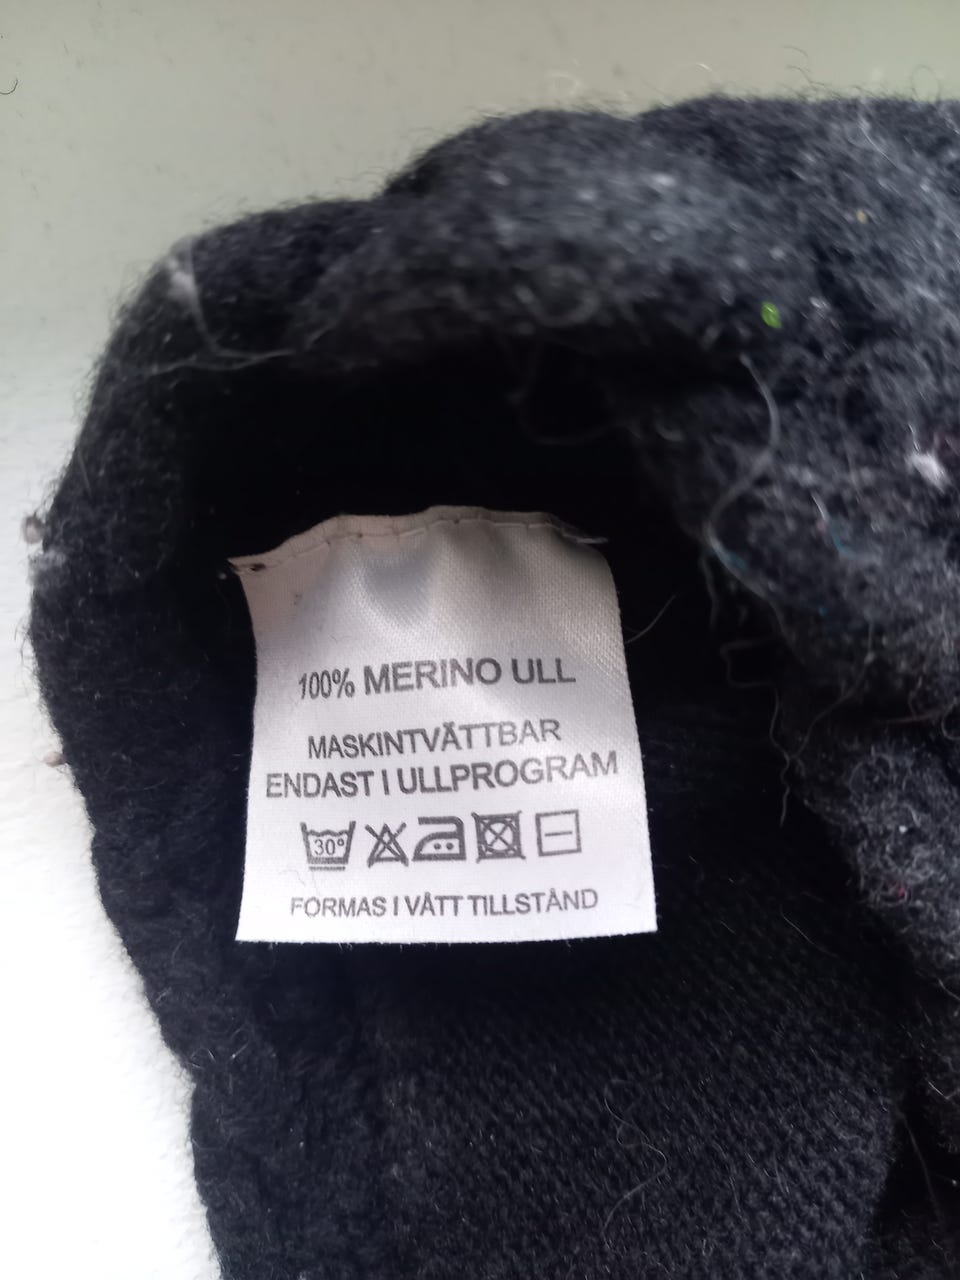 100% MERINO ULL
MASKINTVÄTTBAR
ENDAST I ULLPROGRAM
30°
FORMAS I VÅTT TILLSTÅND